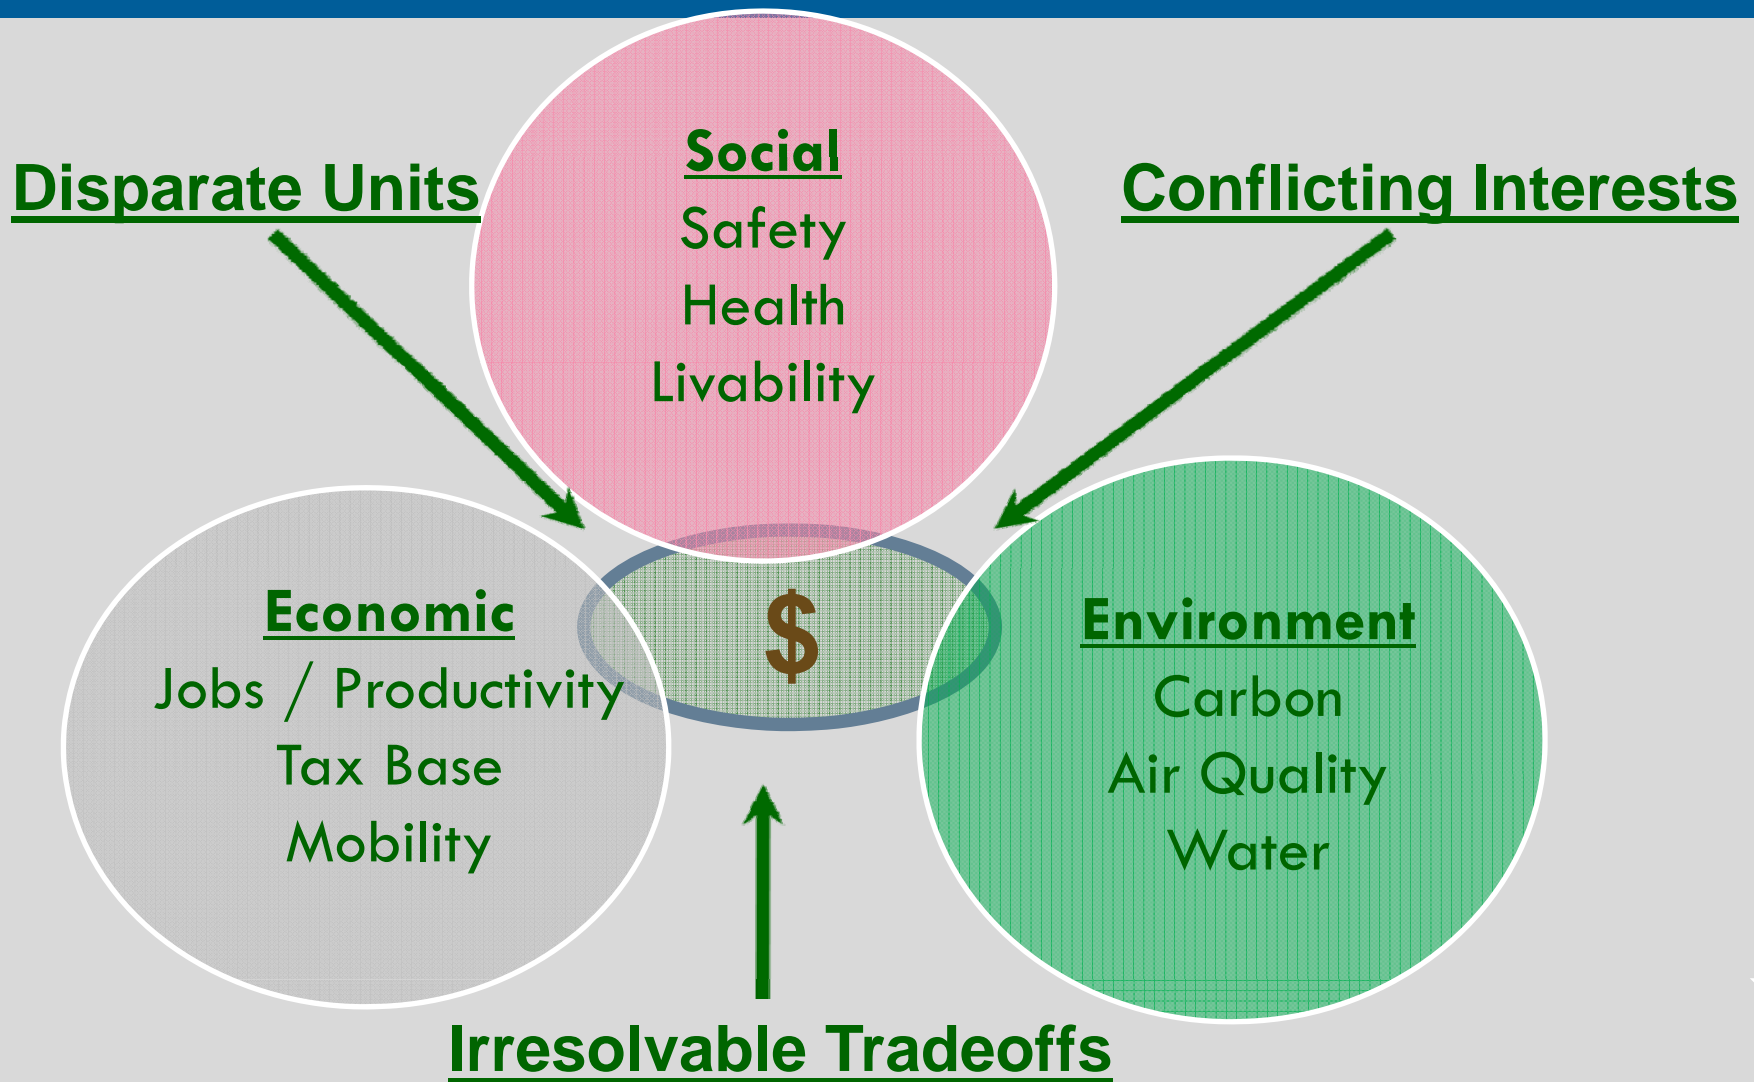 Disparate Units
Conflicting Interests
Social
Safety
Health
Livability
$
Economic
Jobs / Productivity
Tax Base
Mobility
Environment
Carbon
Air Quality
Water
Irresolvable Tradeoffs